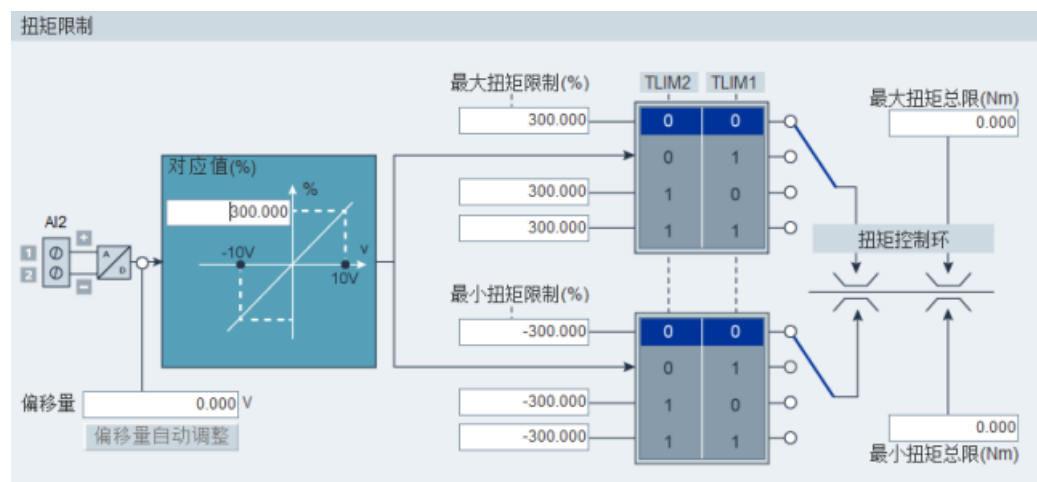 扭矩限制
最大扭矩限制(%)
TLIM2 TLIM1
最大扭矩总限(Nm)
300.000
0 0
0.000
对应值(%)
0 1
%
300.000
300.000
1 0
AI2
300.000
1 1
扭矩控制环
-10V
v
1
+
A
D
10V
2
-
最小扭矩限制(%)
-300.000
0 0
0 1
偏移量
0.000 V
-300.000
1 0
偏移量自动调整
-300.000
1 1
0.000
最小扭矩总限(Nm)